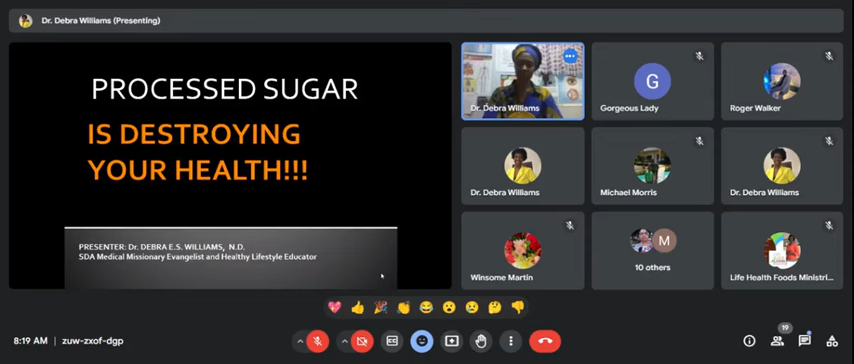 Dr. Debra Williams (Presenting)
PROCESSED SUGAR
IS DESTROYING
YOUR HEALTH!!!
PRESENTER: Dr. DEBRA E.S. WILLIAMS, N.D.
SDA Medical Missionary Evangelist and Healthy Lifestyle Educator
Dr. Debra Williams
G
Gorgeous Lady
Roger Walker
Dr. Debra Williams
Michael Morris
Dr. Debra Williams
Winsome Martin
M
10 others
Life Health Foods Ministri...
8:19 AM | zuw-zxof-dgp
CC
19